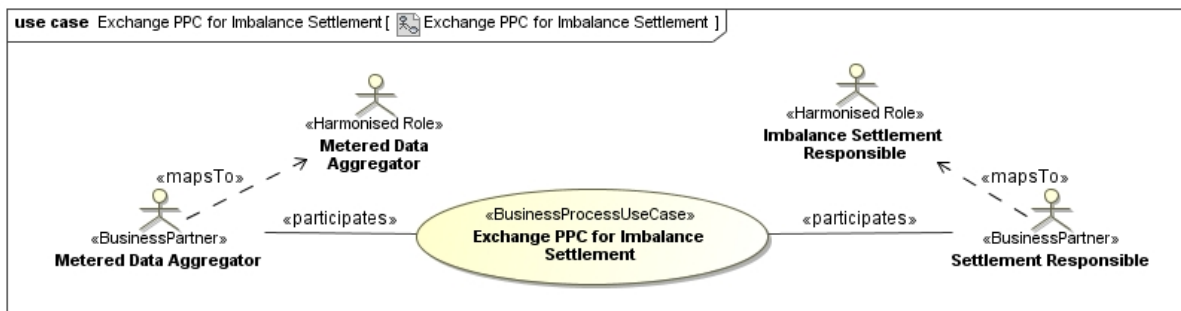 use case Exchange PPC for Imbalance Settlement [ Exchange PPC for Imbalance Settlement ]
«Harmonised Role»
Metered Data
Aggregator
«Harmonised Role»
Imbalance Settlement
Responsible
«mapsTo»
«mapsTo»
«BusinessPartner»
Metered Data Aggregator
«participates»
«BusinessProcessUseCase»
Exchange PPC for Imbalance
Settlement
«participates»
«BusinessPartner»
Settlement Responsible